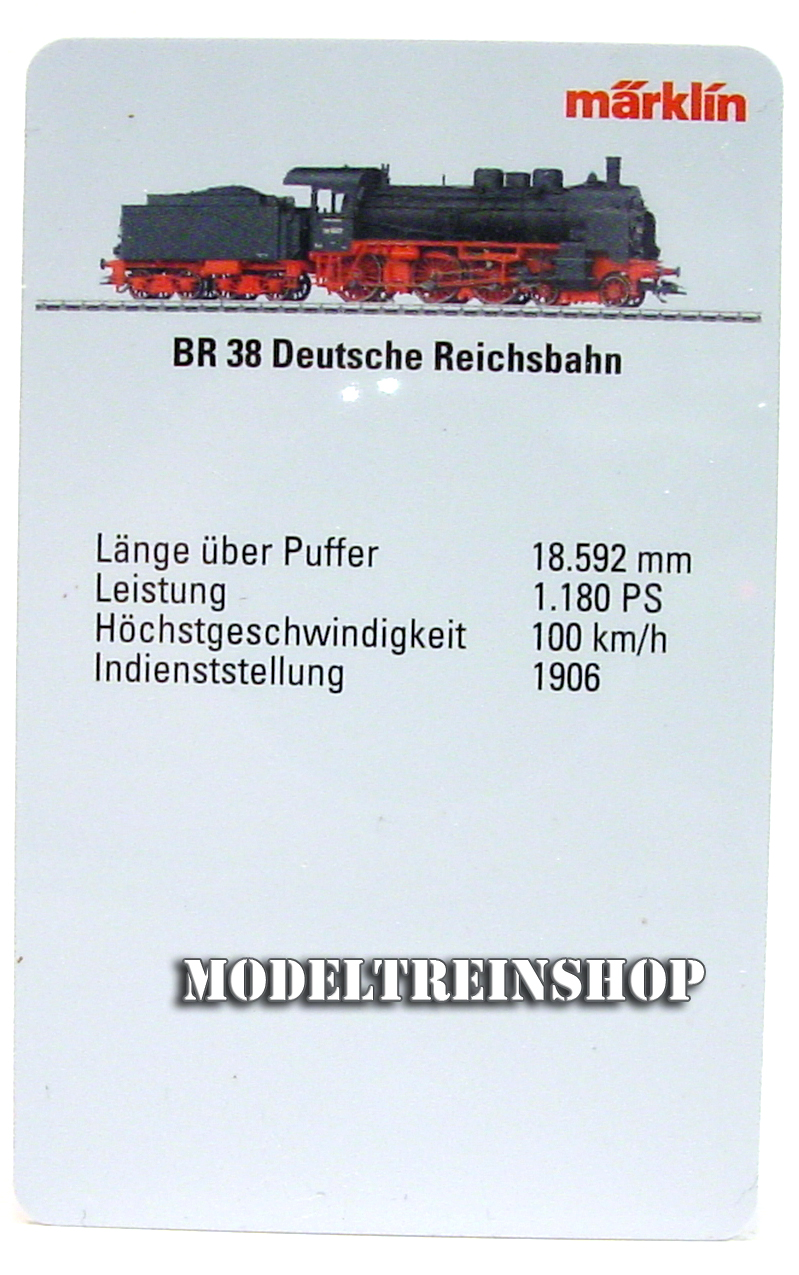 märklin
BR 38 Deutsche Reichsbahn
Länge über Puffer 18.592 mm
Leistung 1.180 PS
Höchstgeschwindigkeit 100 km/h
Indienststellung 1906
MODELTREINSHOP